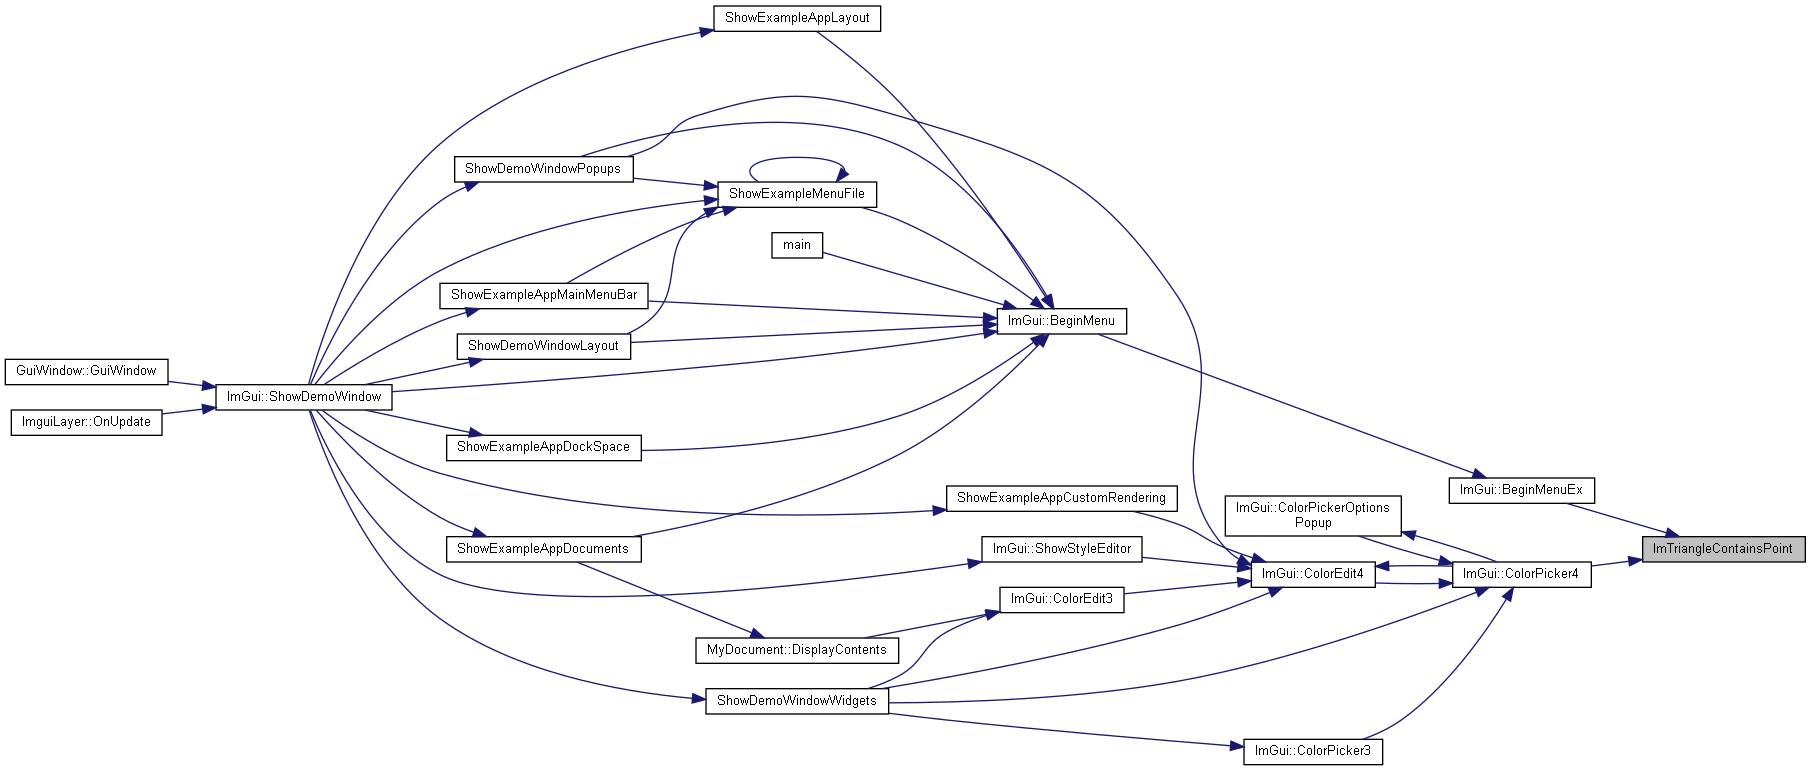 ShowExampleAppLayout
ShowDemoWindowPopups
ShowExampleMenuFile
main
ShowExampleAppMainMenuBar
ImGui::BeginMenu
ShowDemoWindowLayout
GuiWindow::GuiWindow
ImGui::ShowDemoWindow
ImguiLayer::OnUpdate
ShowExampleAppDockSpace
ImGui::BeginMenuEx
ShowExampleAppCustomRendering
ImGui::ColorPickerOptions
Popup
ShowExampleAppDocuments
ImGui::ShowStyleEditor
ImTriangleContainsPoint
ImGui::ColorEdit4
ImGui::ColorPicker4
ImGui::ColorEdit3
MyDocument::DisplayContents
ShowDemoWindowWidgets
ImGui::ColorPicker3